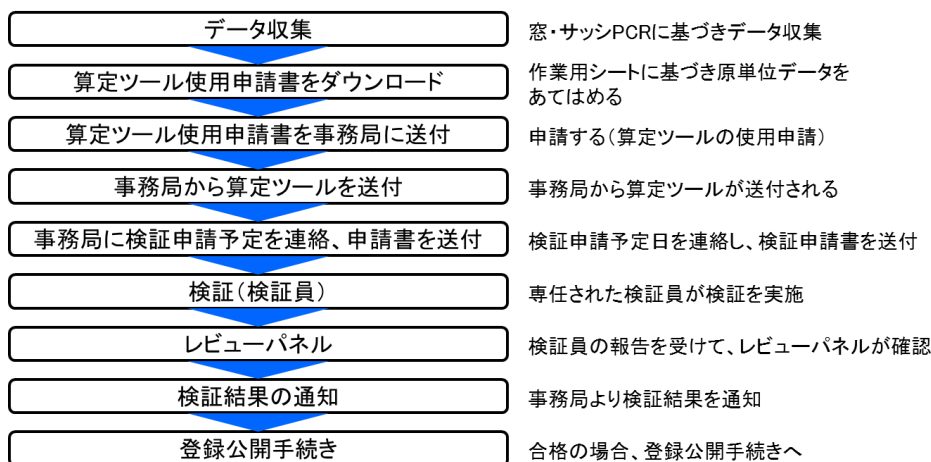 データ収集
窓・サッシPCRに基づきデータ収集
算定ツール使用申請書をダウンロード
作業用シートに基づき原単位データを
あてはめる
算定ツール使用申請書を事務局に送付
申請する(算定ツールの使用申請)
事務局から算定ツールを送付
事務局から算定ツールが送付される
事務局に検証申請予定を連絡、申請書を送付
検証申請予定日を連絡し、検証申請書を送付
検証(検証員)
専任された検証員が検証を実施
レビューパネル
検証員の報告を受けて、レビューパネルが確認
検証結果の通知
事務局より検証結果を通知
登録公開手続き
合格の場合、登録公開手続きへ